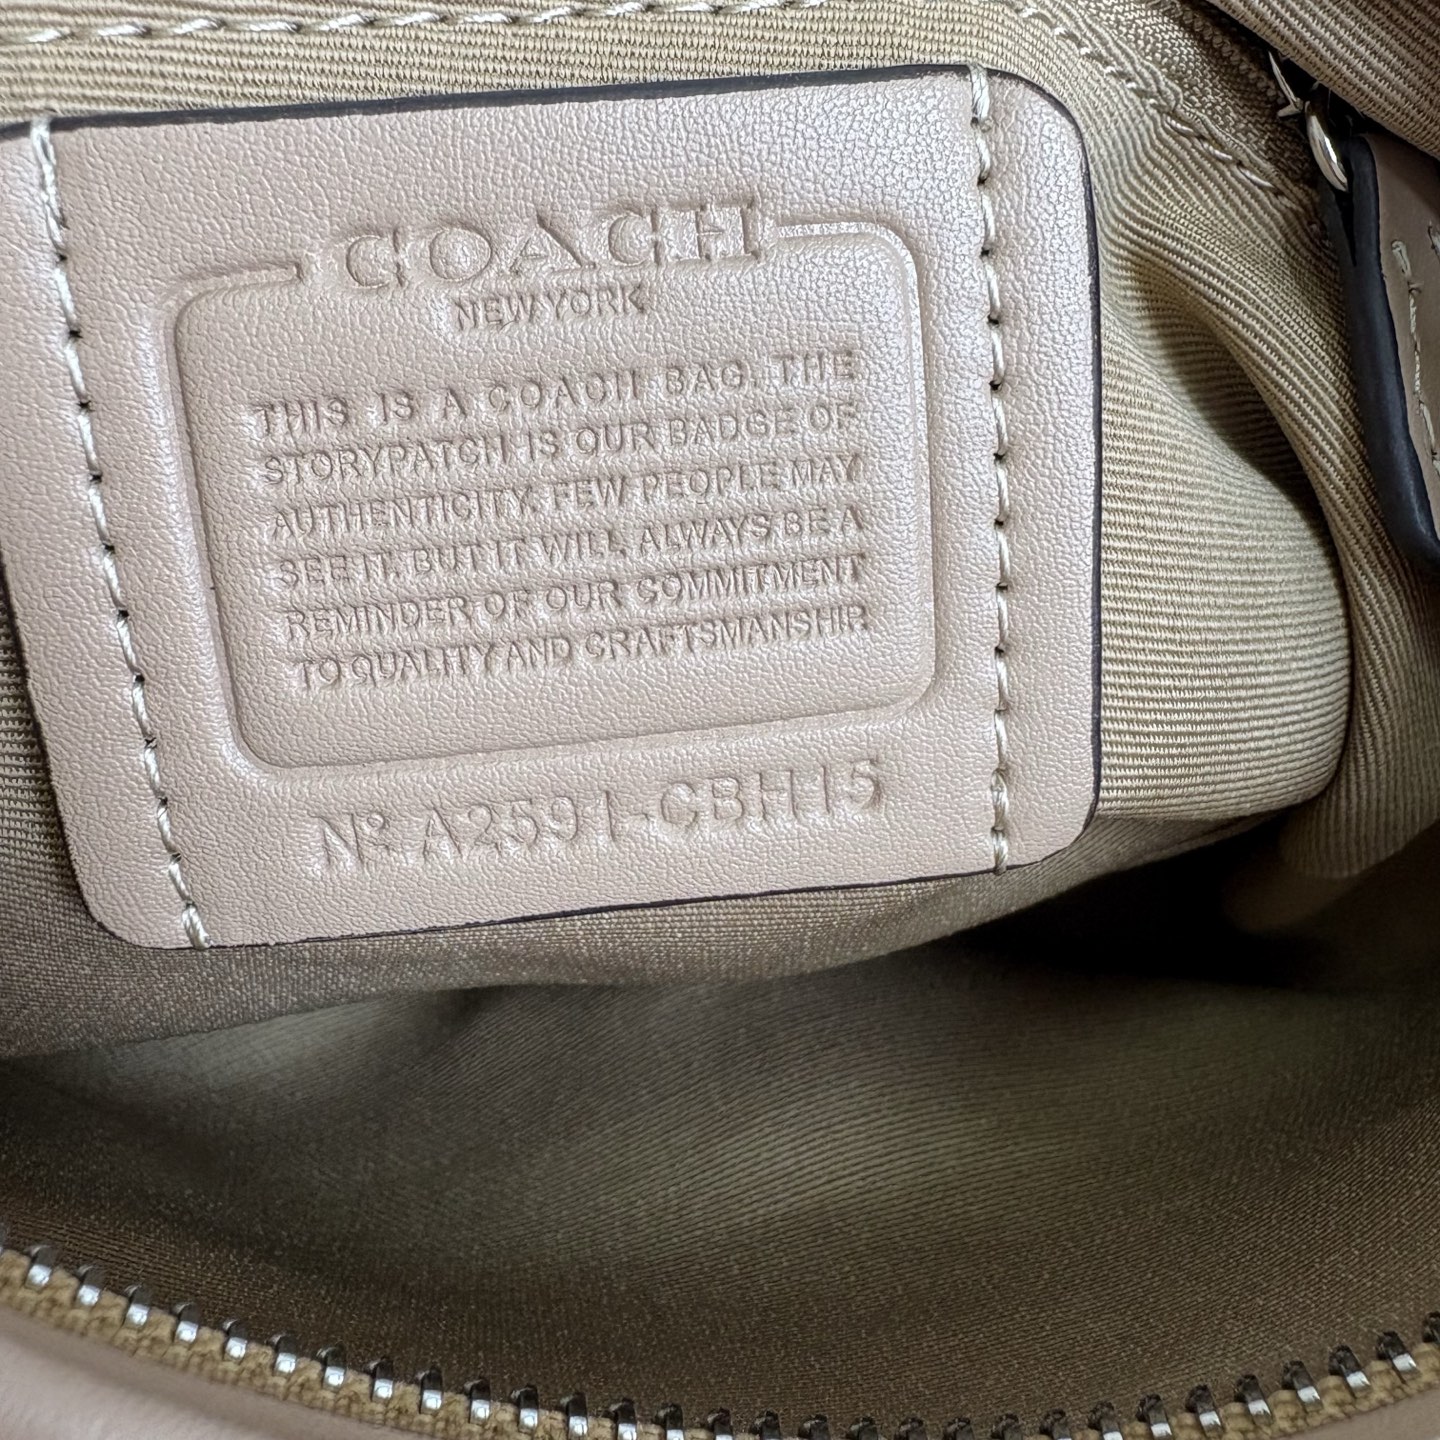 COACH
NEW YORK
THIS IS A COACH BAG. THE
STORYPATCH IS OUR BADGE OF
AUTHENTICITY. FEW PEOPLE MAY
SEE IT. BUT IT WILL ALWAYS BE A
REMINDER OF OUR COMMITMENT
TO QUALITY AND CRAFTSMANSHIP.
Nº A2591-CBH15